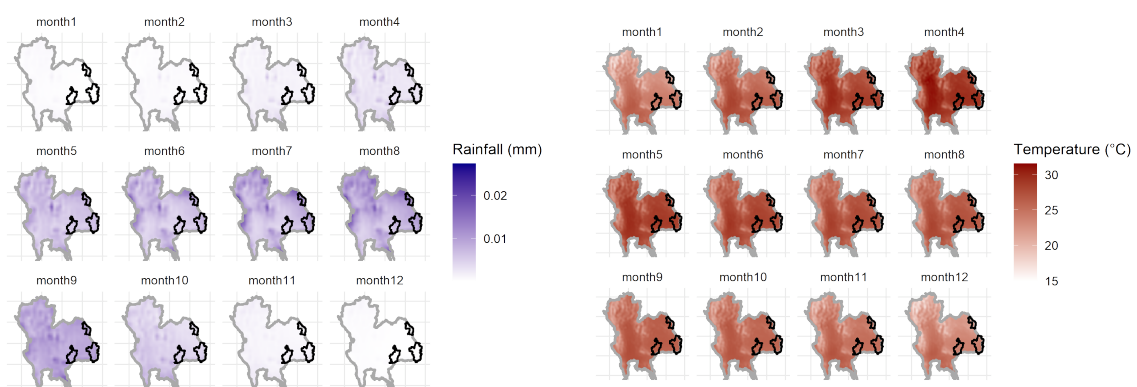 month1 month2 month3 month4
month5 month6 month7 month8
month9 month10 month11 month12
Rainfall (mm)
0.02
0.01
month1 month2 month3 month4
month5 month6 month7 month8
month9 month10 month11 month12
Temperature (°C)
30
25
20
15